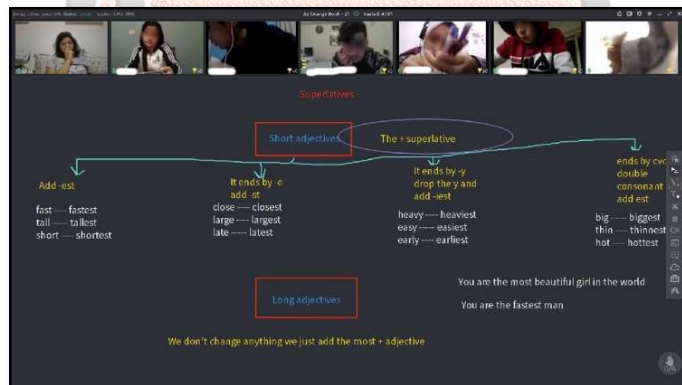 Superlatives
Short adjectives
The + superlative
Add -est
fast ---- fastest
tall ---- tallest
short ---- shortest
It ends by -e
add -st
close ---- closest
large ---- largest
late ---- latest
It ends by -y
drop the y and
add -iest
heavy ---- heaviest
easy ---- easiest
early ---- earliest
ends by cvc
double
consonant
add est
big ----- biggest
thin ---- thinnest
hot ---- hottest
Long adjectives
You are the most beautiful girl in the world
You are the fastest man
We don't change anything we just add the most + adjective